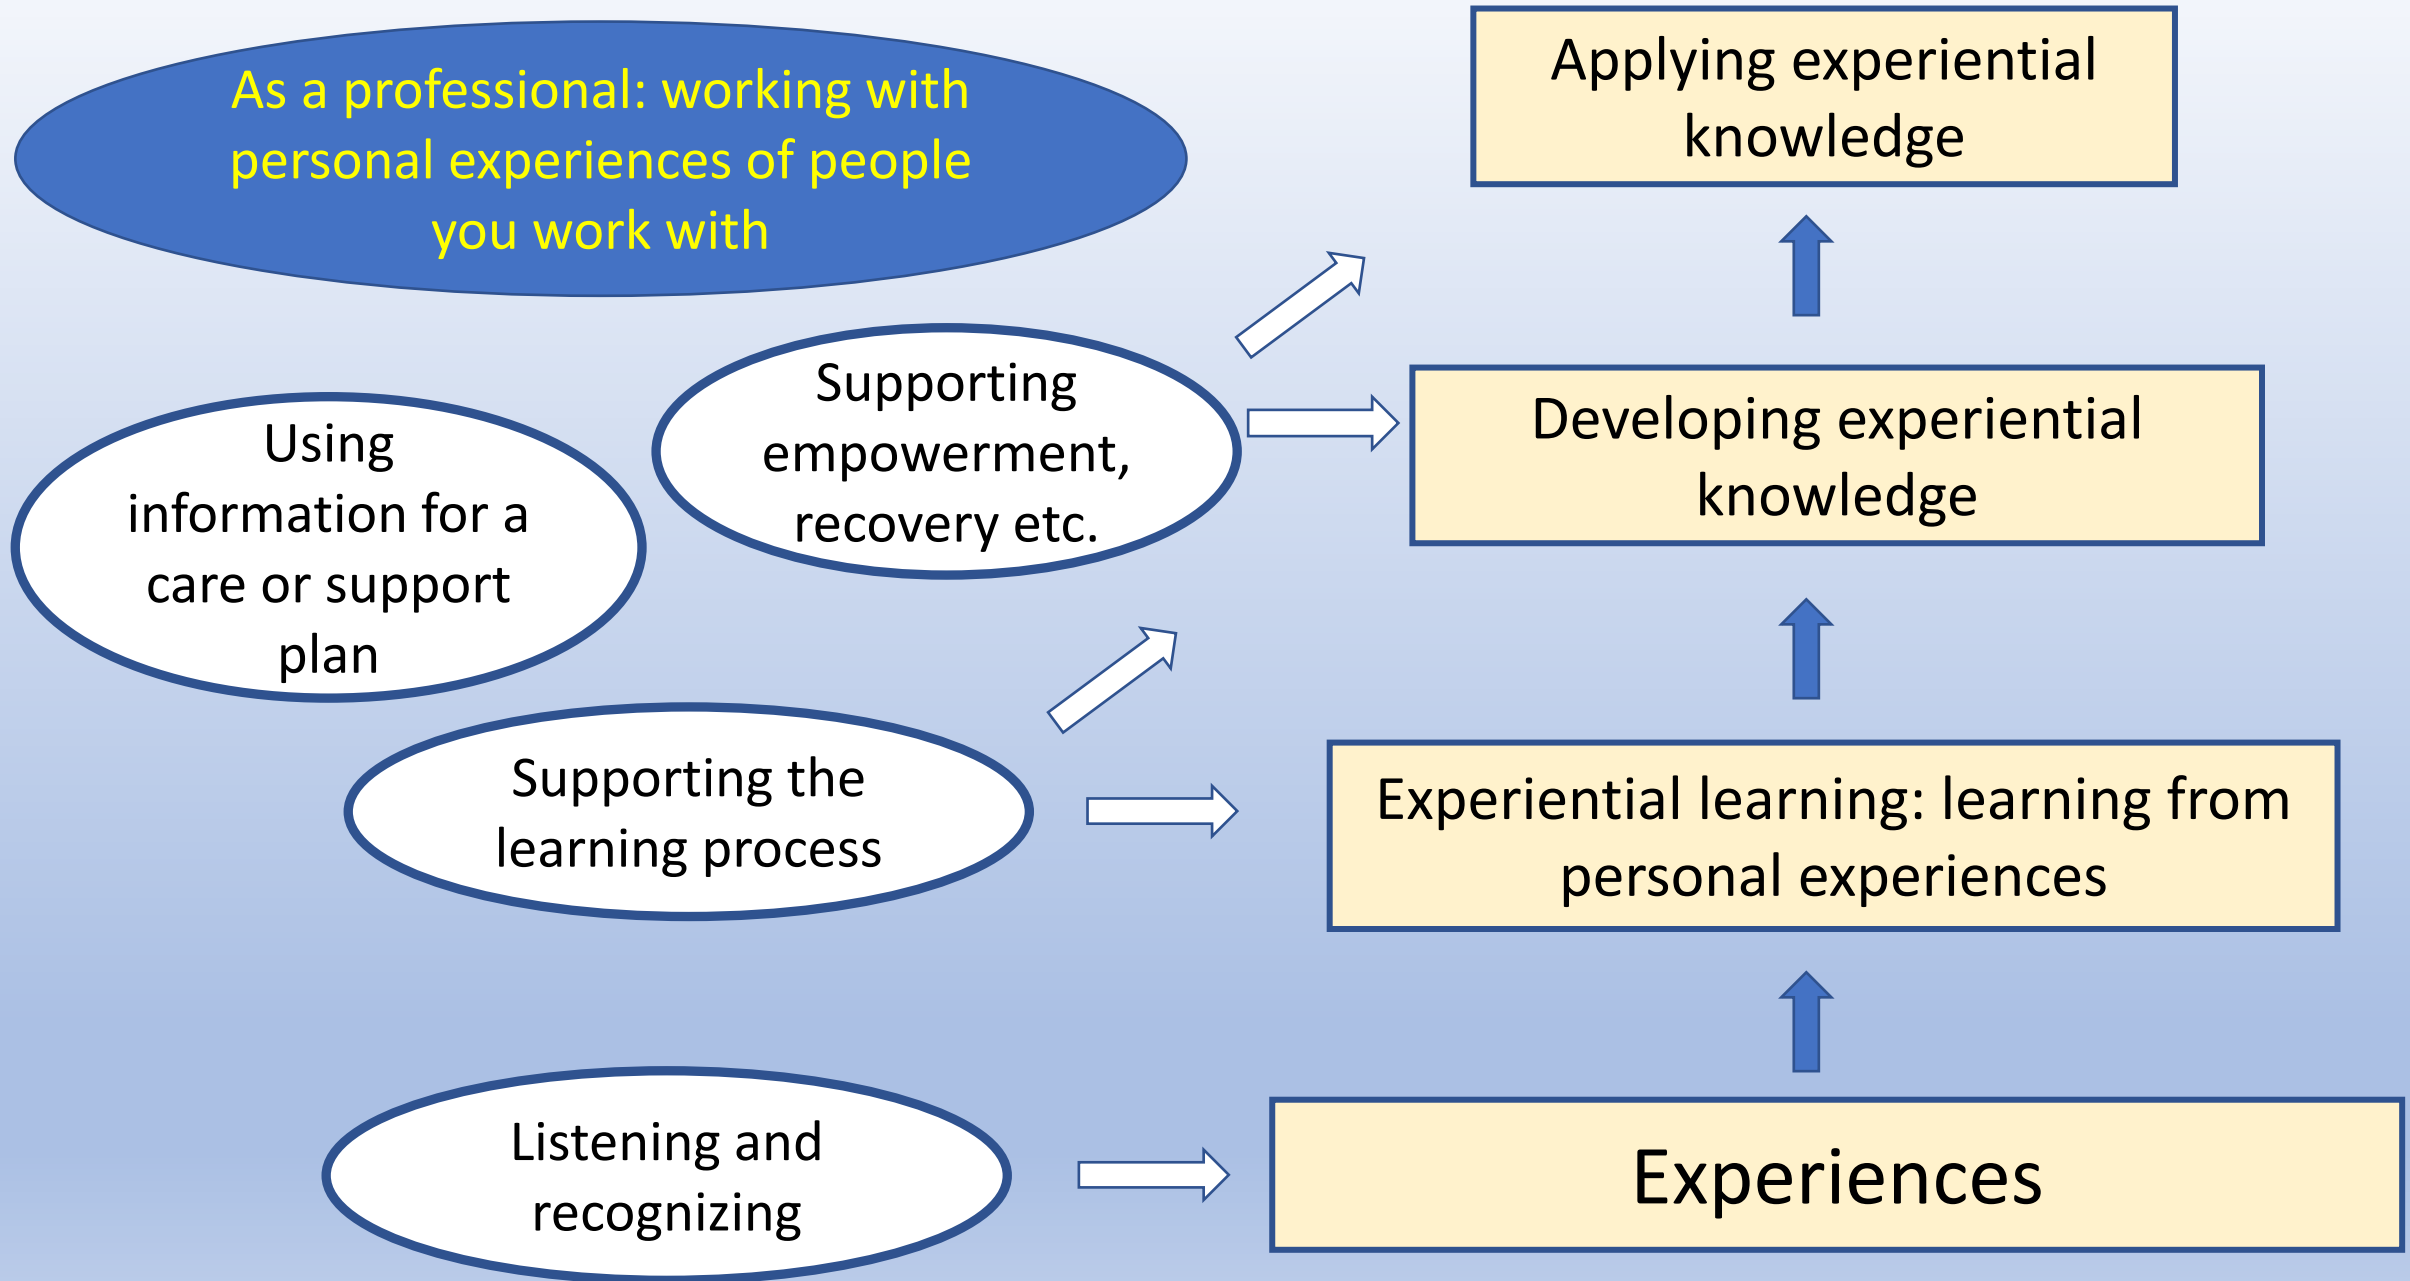 As a professional: working with
personal experiences of people
you work with
Applying experiential
knowledge
Supporting
empowerment,
recovery etc.
Developing experiential
knowledge
Using
information for a
care or support
plan
Supporting the
learning process
Experiential learning: learning from
personal experiences
Listening and
recognizing
Experiences